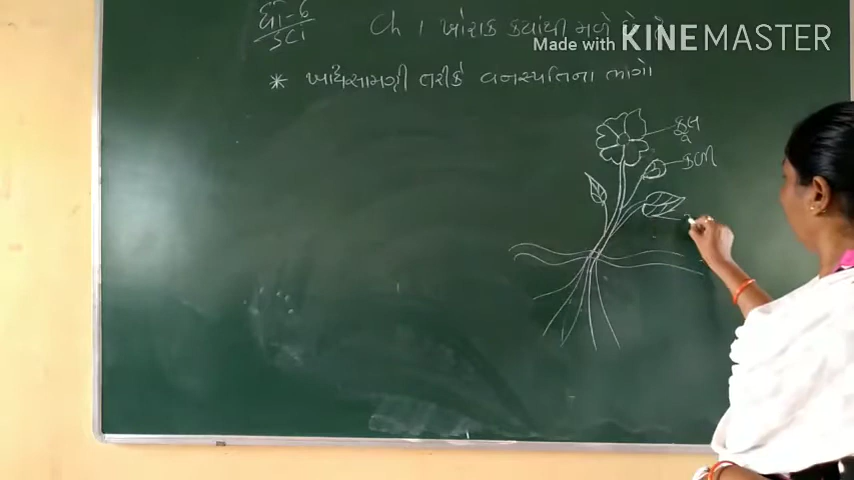 ધો-6
Ch 1 ખોરાક ક્યાંથી મળે છે ?
Made with KINEMASTER
* ખાદ્યસામગ્રી તરીકે વનસ્પતિના ભાગો
ફૂલ
કળી